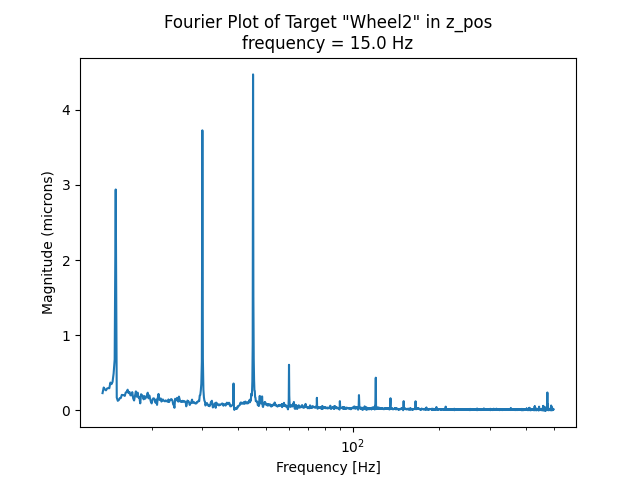 Fourier Plot of Target "Wheel2" in z_pos
frequency = 15.0 Hz
4
3
2
1
0
Magnitude (microns)
10²
Frequency [Hz]